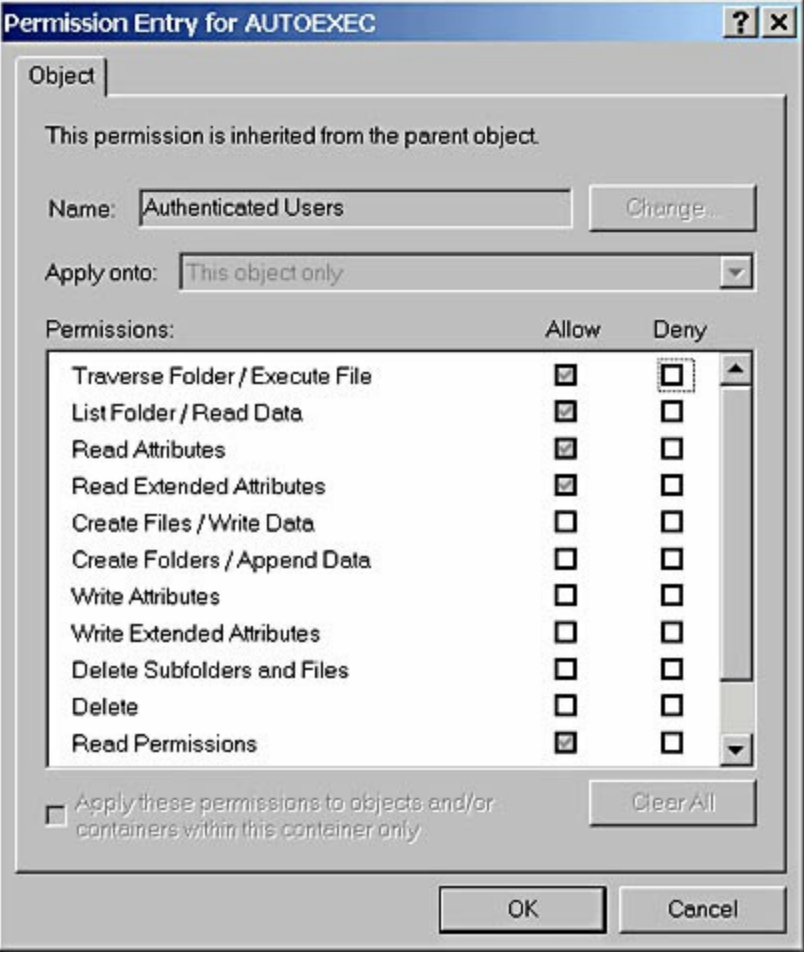 Permission Entry for AUTOEXEC
Object
This permission is inherited from the parent object.
Name: Authenticated Users Change...
Apply onto: This object only
Permissions: Allow Deny
Traverse Folder / Execute File
List Folder / Read Data
Read Attributes
Read Extended Attributes
Create Files / Write Data
Create Folders / Append Data
Write Attributes
Write Extended Attributes
Delete Subfolders and Files
Delete
Read Permissions
Apply these permissions to objects and/or
containers within this container only
Clear All
OK Cancel